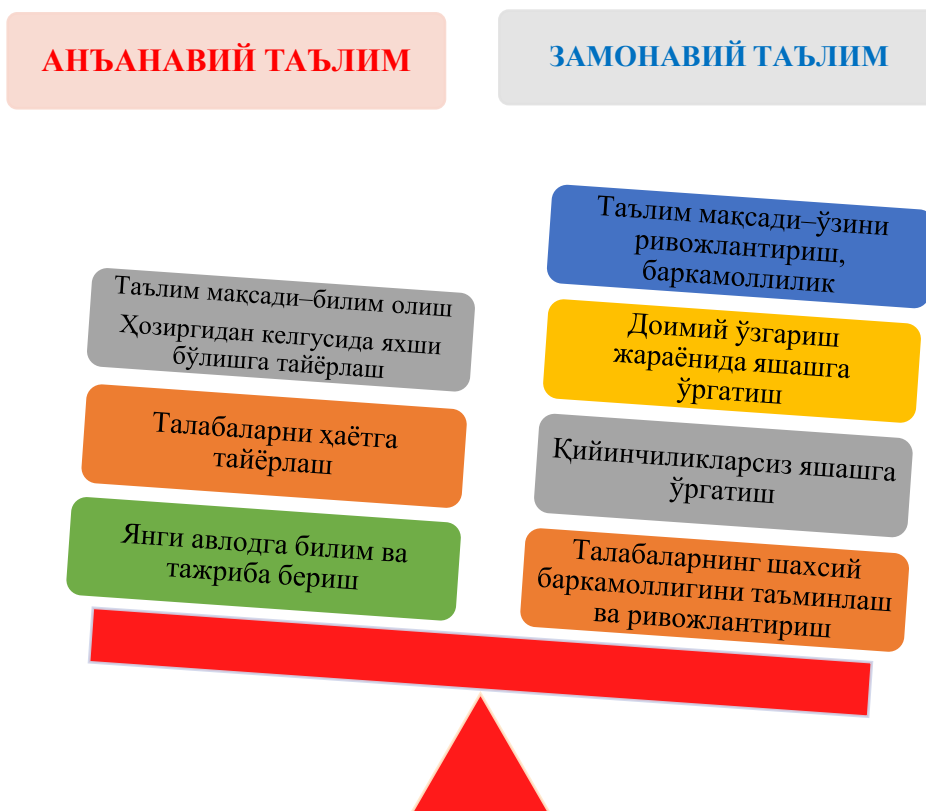 АНЪАНАВИЙ ТАЪЛИМ
ЗАМОНАВИЙ ТАЪЛИМ
Таълим мақсади–билим олиш
Ҳозиргидан келгусида яхши
бўлишга тайёрлаш
Талабаларни ҳаётга
тайёрлаш
Янги авлодга билим ва
тажриба бериш
Таълим мақсади–ўзини
ривожлантириш,
баркамоллилик
Доимий ўзгариш
жараёнида яшашга
ўргатиш
Қийинчиликларсиз яшашга
ўргатиш
Талабаларнинг шахсий
баркамоллигини таъминлаш
ва ривожлантириш